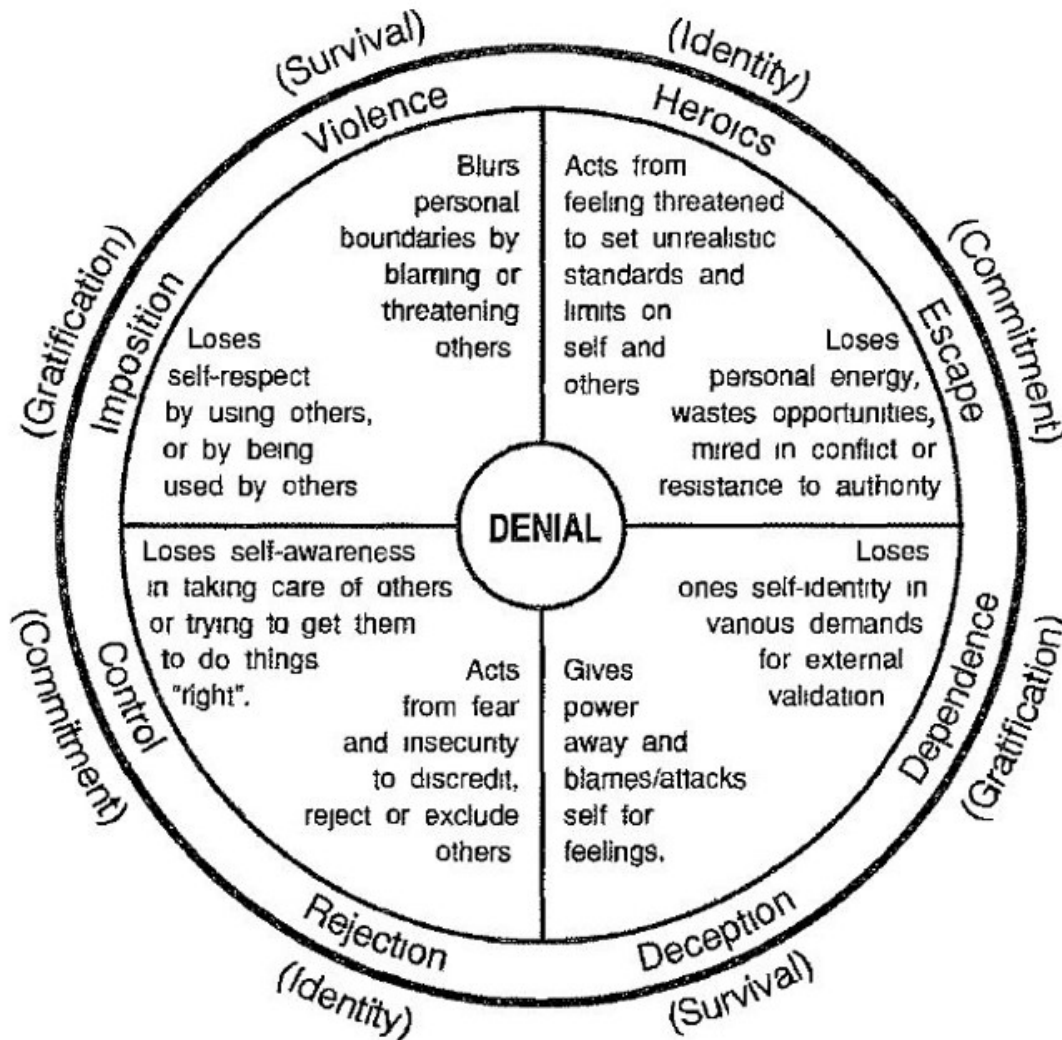 (Survival)
(Identity)
Violence
Heroics
(Gratification)
(Commitment)
Imposition
Escape
Blurs
personal
boundaries by
blaming or
threatening
others
Acts from
feeling threatened
to set unrealistic
standards and
limits on
self and
others
Loses
self-respect
by using others,
or by being
used by others
Loses
personal energy,
wastes opportunities,
mired in conflict or
resistance to authority
DENIAL
Loses self-awareness
in taking care of others
or trying to get them
to do things
"right".
Loses
ones self-identity in
various demands
for external
validation
Acts
from fear
and insecurity
to discredit,
reject or exclude
others
Gives
power
away and
blames/attacks
self for
feelings.
Control
Dependence
(Commitment)
(Gratification)
Rejection
Deception
(Identity)
(Survival)